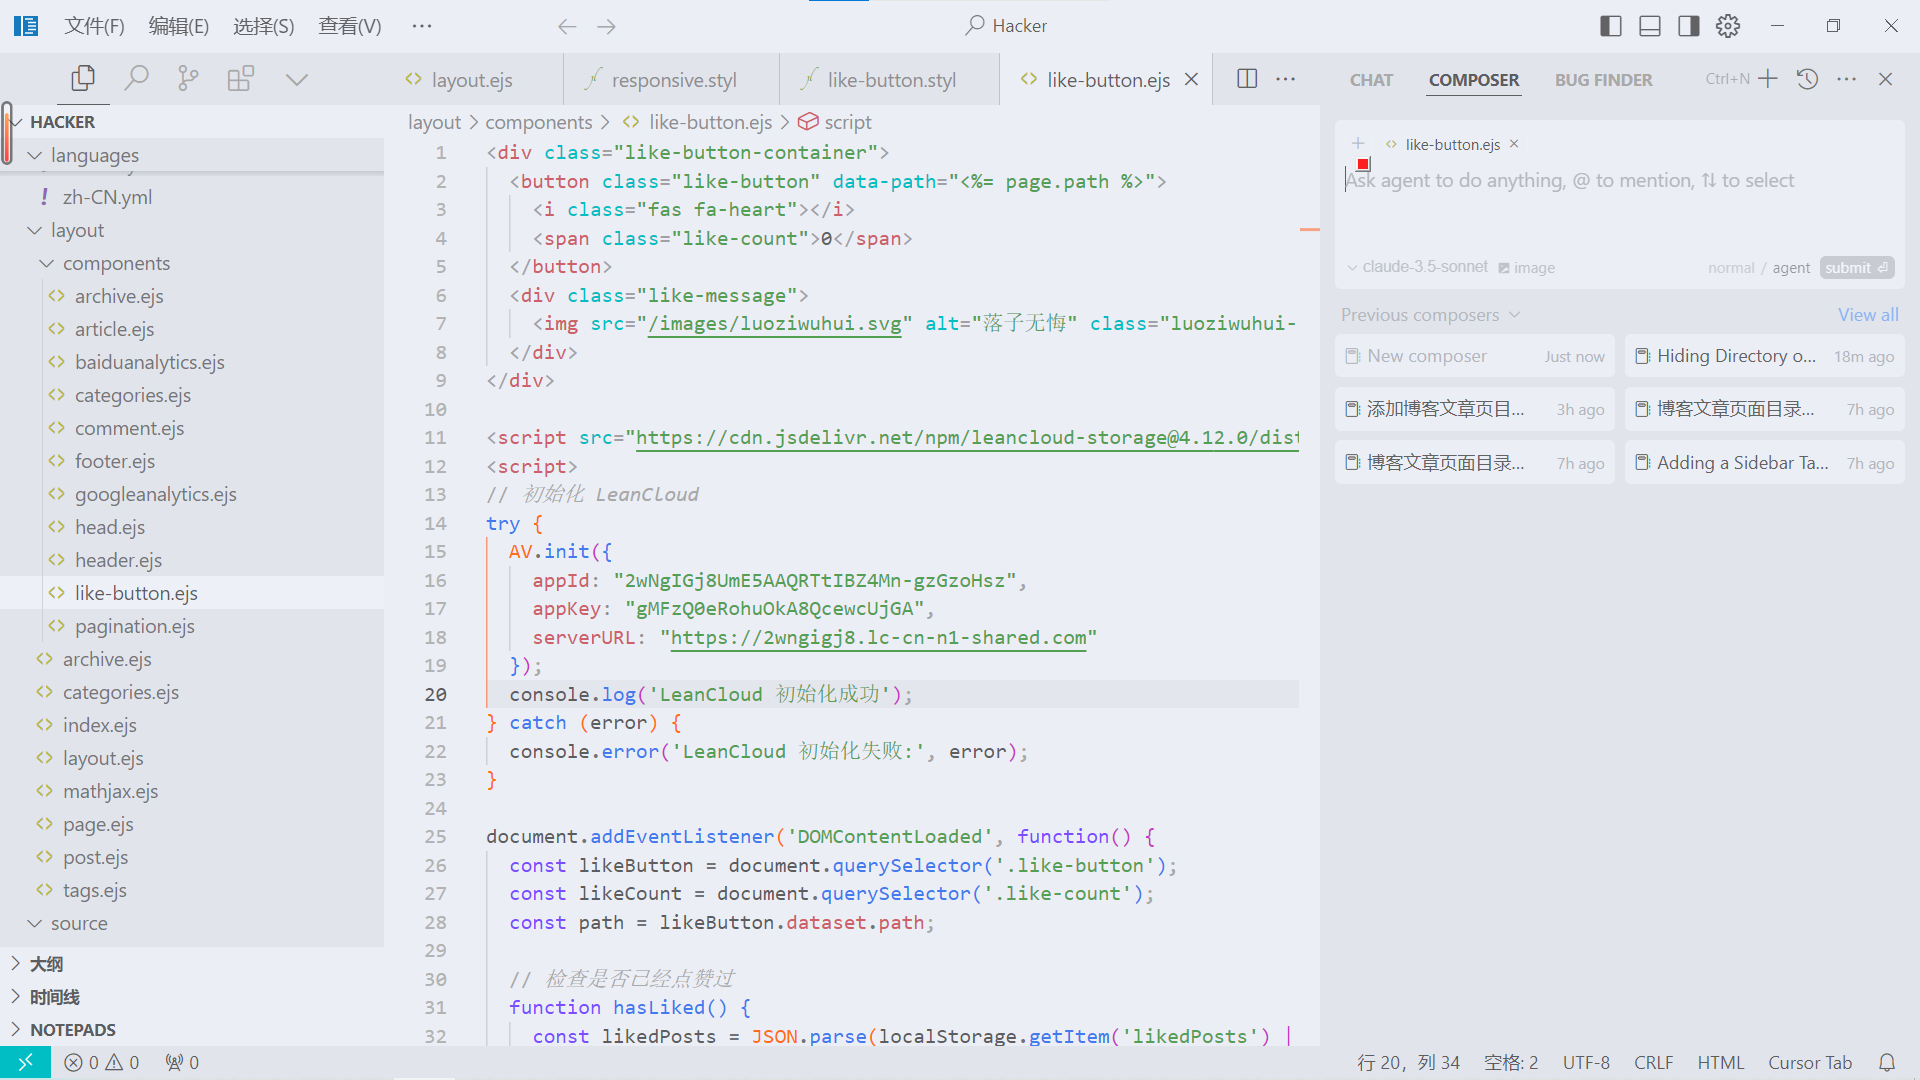 文件(F) 编辑(E) 选择(S) 查看(V) ··· Hacker
layout.ejs responsive.styl like-button.styl like-button.ejs
CHAT COMPOSER BUG FINDER Ctrl+N
HACKER
languages
zh-CN.yml
layout
components
archive.ejs
article.ejs
baiduanalytics.ejs
categories.ejs
comment.ejs
footer.ejs
googleanalytics.ejs
head.ejs
header.ejs
like-button.ejs
pagination.ejs
archive.ejs
categories.ejs
index.ejs
layout.ejs
mathjax.ejs
page.ejs
post.ejs
tags.ejs
source
大纲
时间线
NOTEPADS
layout > components > like-button.ejs > script
1 <div class="like-button-container">
2 <button class="like-button" data-path="<%= page.path %>">
3 <i class="fas fa-heart"></i>
4 <span class="like-count">0</span>
5 </button>
6 <div class="like-message">
7 <img src="/images/luoziwuhui.svg" alt="落子无悔" class="luoziwuhui-
8 </div>
9 </div>
10
11 <script src="https://cdn.jsdelivr.net/npm/leancloud-storage@4.12.0/dist
12 <script>
13 // 初始化 LeanCloud
14 try {
15 AV.init({
16 appId: "2wNgIGj8UmE5AAQRTtIBZ4Mn-gzGzoHsz",
17 appKey: "gMFzQ0eRohuOkA8QcewcUjGA",
18 serverURL: "https://2wngigj8.lc-cn-n1-shared.com"
19 });
20 console.log('LeanCloud 初始化成功');
21 } catch (error) {
22 console.error('LeanCloud 初始化失败:', error);
23 }
24
25 document.addEventListener('DOMContentLoaded', function() {
26 const likeButton = document.querySelector('.like-button');
27 const likeCount = document.querySelector('.like-count');
28 const path = likeButton.dataset.path;
29
30 // 检查是否已经点赞过
31 function hasLiked() {
32 const likedPosts = JSON.parse(localStorage.getItem('likedPosts') |
like-button.ejs
Ask agent to do anything, @ to mention, ⇅ to select
claude-3.5-sonnet image normal / agent submit ⏎
Previous composers View all
New composer Just now
Hiding Directory o... 18m ago
添加博客文章页目... 3h ago
博客文章页面目录... 7h ago
博客文章页面目录... 7h ago
Adding a Sidebar Ta... 7h ago
0 0 0 行 20，列 34 空格: 2 UTF-8 CRLF HTML Cursor Tab